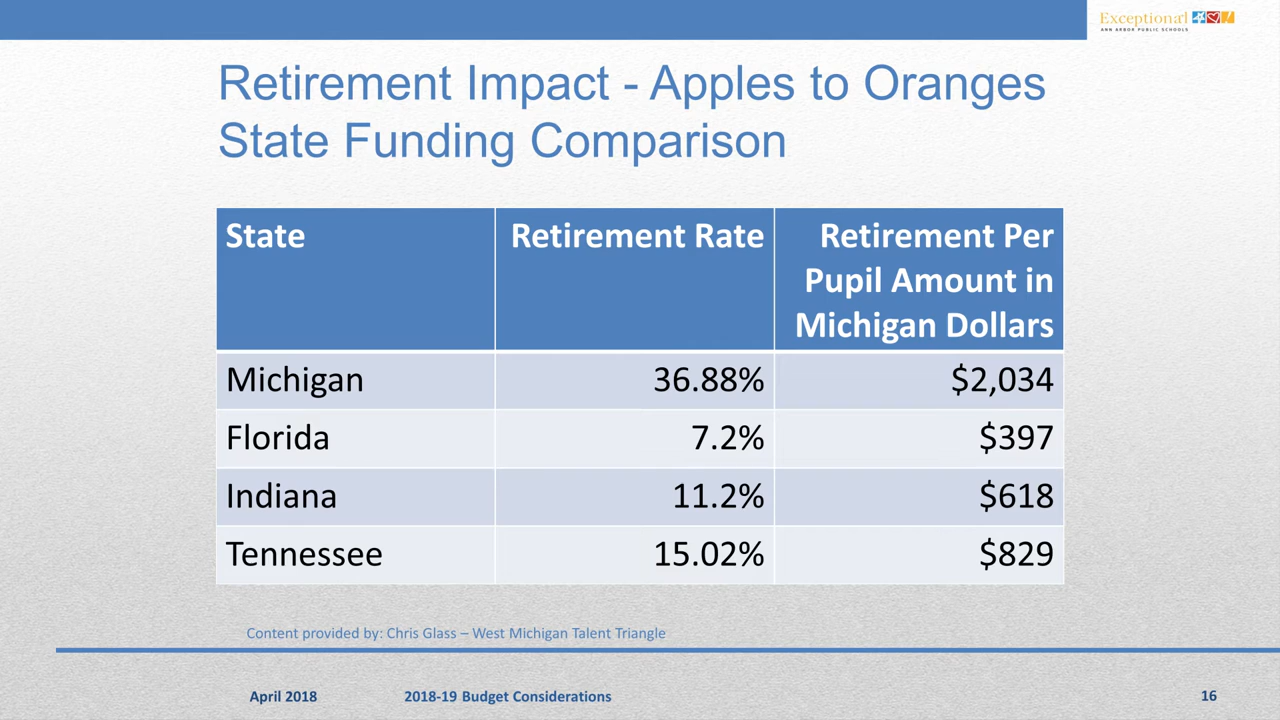 Exceptional
ANN ARBOR PUBLIC SCHOOLS
Retirement Impact - Apples to Oranges
State Funding Comparison
State Retirement Rate Retirement Per
Pupil Amount in
Michigan Dollars
Michigan 36.88% $2,034
Florida 7.2% $397
Indiana 11.2% $618
Tennessee 15.02% $829
Content provided by: Chris Glass – West Michigan Talent Triangle
April 2018 2018-19 Budget Considerations 16